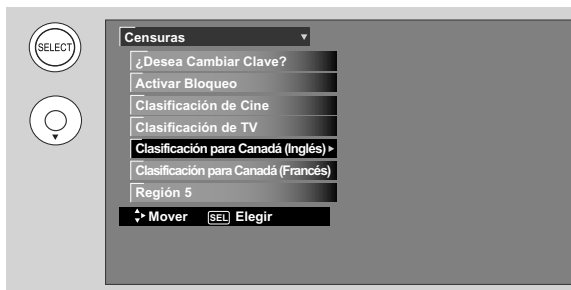 SELECT
Censuras
¿Desea Cambiar Clave?
Activar Bloqueo
Clasificación de Cine
Clasificación de TV
Clasificación para Canadá (Inglés)
Clasificación para Canadá (Francés)
Región 5
Mover SEL Elegir